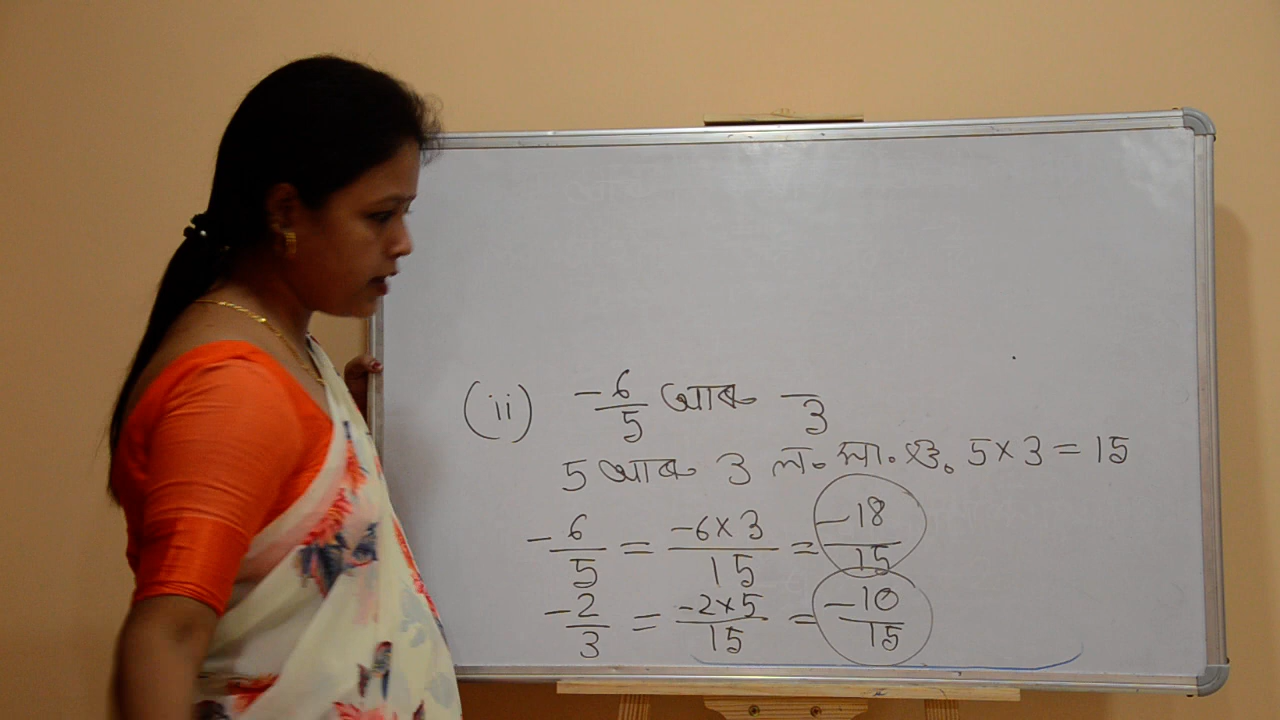 (ii) -6/5 আৰু -/3
5 আৰু 3 ল. সা. গু. 5×3=15
-6/5 = -6×3/15 = -18/15
-2/3 = -2×5/15 = -10/15